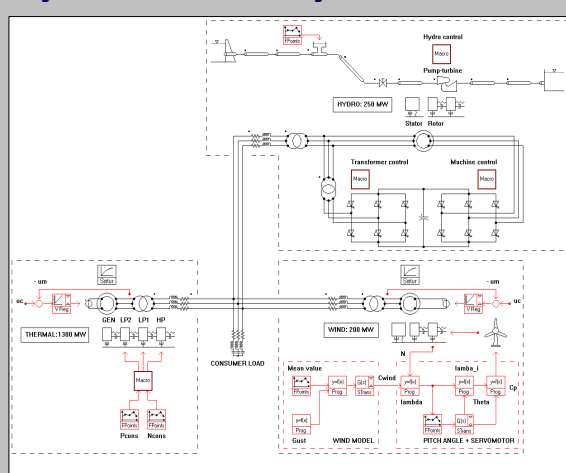 FPoints
Hydro control
Macro
Pump-turbine
HYDRO: 250 MW
Stator Rotor
Transformer control
Machine control
Macro
Macro
- um
Satur
uc
VReg
GEN LP2 LP1 HP
THERMAL:1300 MW
Macro
FPoints
FPoints
Pcons
Ncons
CONSUMER LOAD
Satur
- um
VReg
uc
WIND: 200 MW
N
Mean value
FPoints
y=f(x)
Prog
G(s)
STrans
Cwind
y=f(x)
Prog
lambda
lamba_i
y=f(x)
Prog
y=f(x)
Prog
Cp
Theta
y=f(x)
Prog
Gust
WIND MODEL
FPoints
G(s)
STrans
PITCH ANGLE + SERVOMOTOR